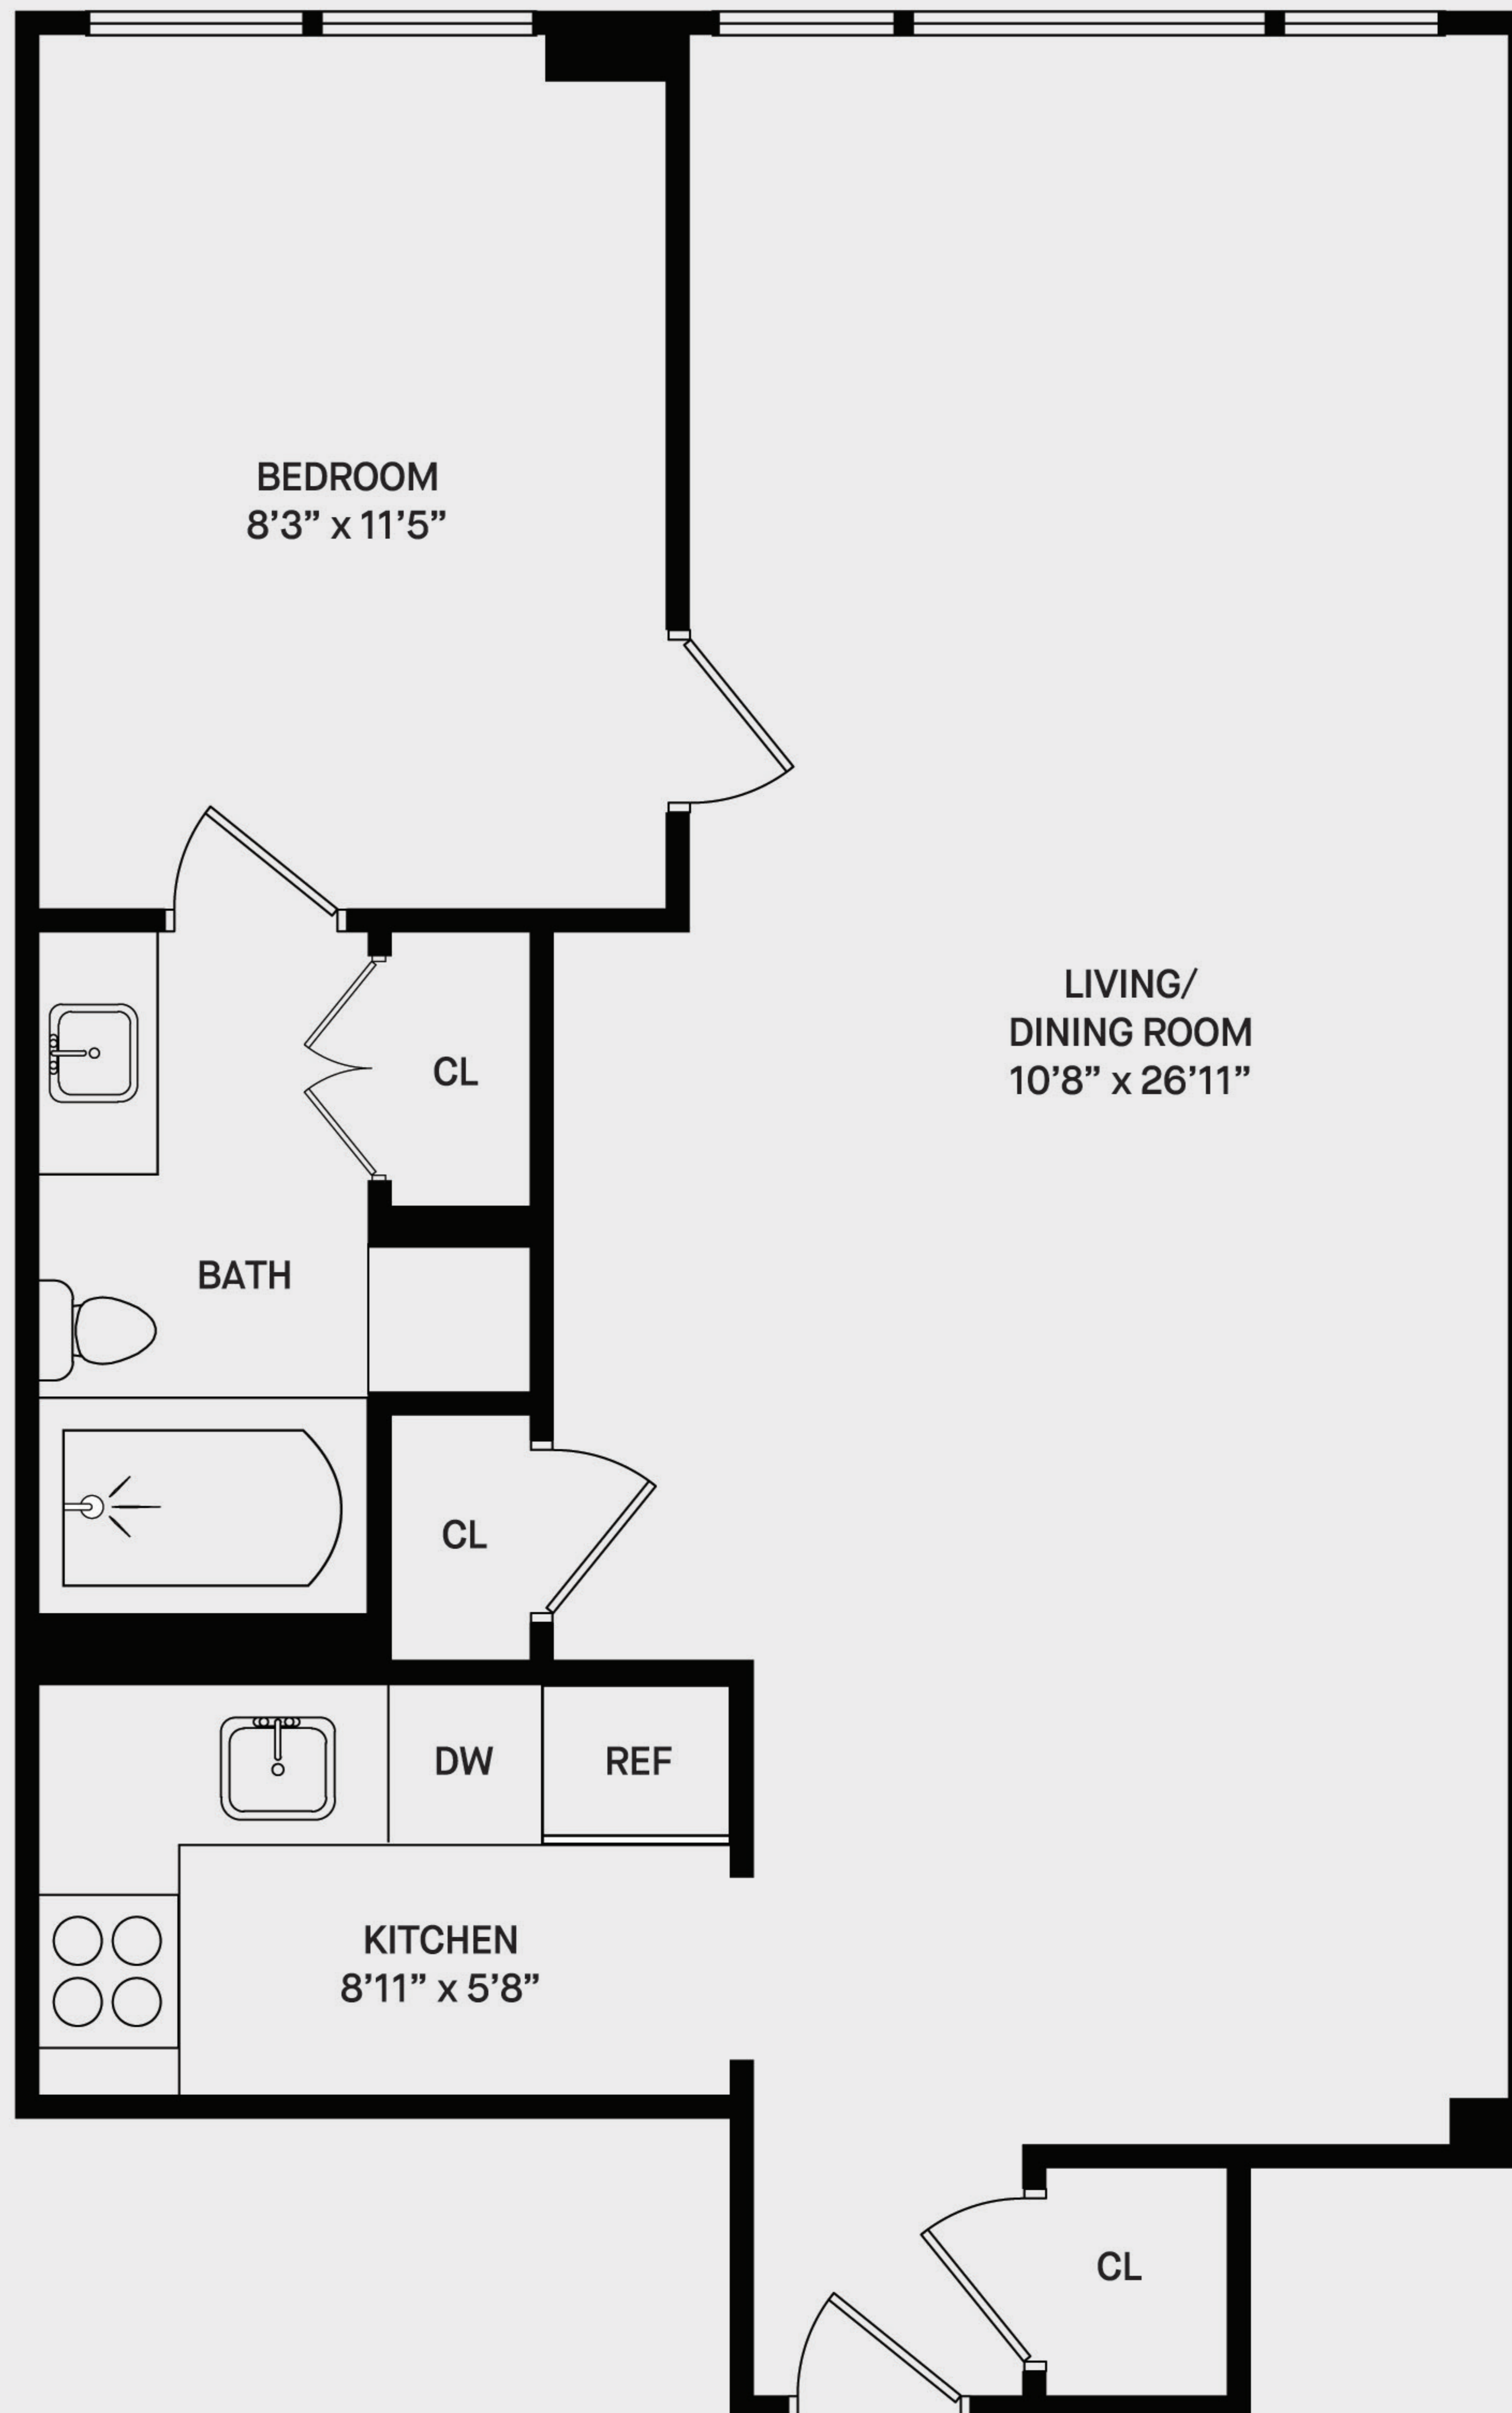 BEDROOM
8’3” x 11’5”
LIVING/
DINING ROOM
10’8” x 26’11”
CL
BATH
CL
DW
REF
KITCHEN
8’11” x 5’8”
CL